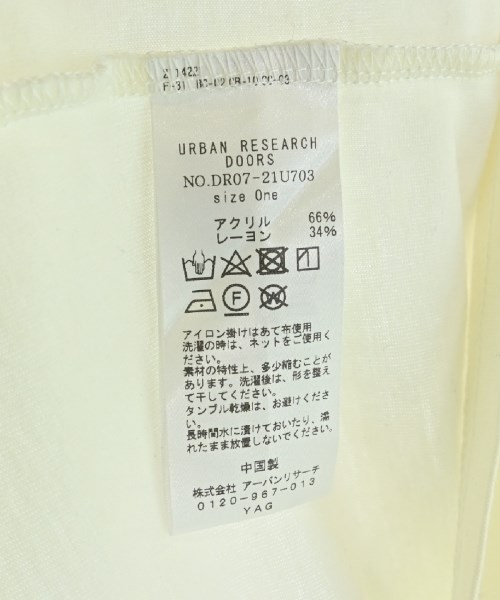 URBAN RESEARCH
DOORS
NO.DR07-21U703
size One
アクリル 66%
レーヨン 34%
F W
アイロン掛けはあて布使用
洗濯の時は、ネットをご使用く
ださい。
素材の特性上、多少縮むことが
あります。洗濯後は、形を整え
て干してください。
タンブル乾燥は、お避けくださ
い。
長時間水に漬けておいたり、濡
れたまま放置しないでください。
中国製
株式会社 アーバンリサーチ
0120-967-013
YAG